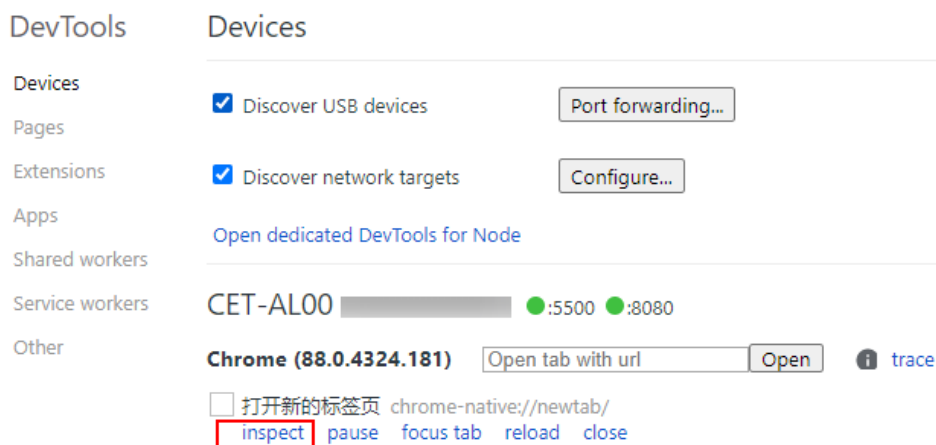 DevTools
Devices
Devices
Pages
Extensions
Apps
Shared workers
Service workers
Other
Discover USB devices
Port forwarding...
Discover network targets
Configure...
Open dedicated DevTools for Node
CET-AL00 :5500 :8080
Chrome (88.0.4324.181) Open tab with url Open trace
打开新的标签页 chrome-native://newtab/
inspect pause focus tab reload close